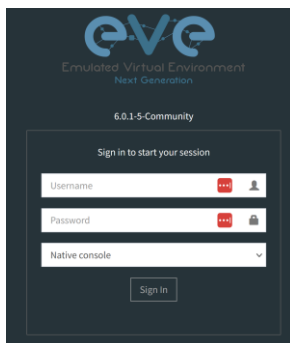 eve
Emulated Virtual Environment
Next Generation
6.0.1-5-Community
Sign in to start your session
Username
Password
Native console
Sign In